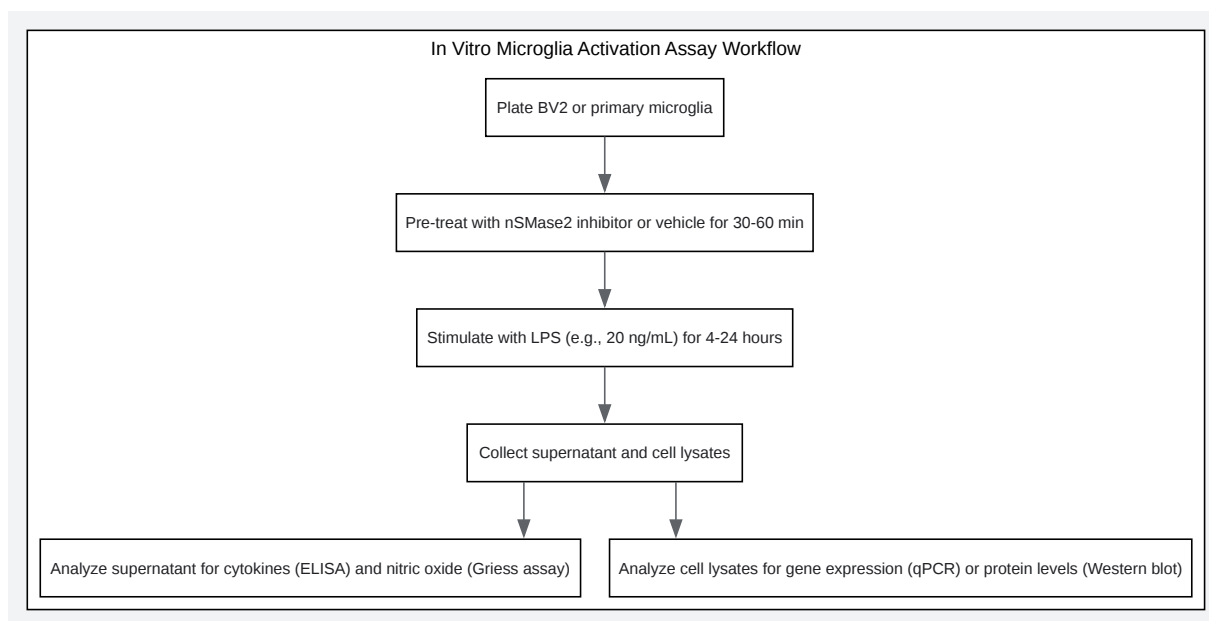 In Vitro Microglia Activation Assay Workflow
Plate BV2 or primary microglia
Pre-treat with nSMase2 inhibitor or vehicle for 30-60 min
Stimulate with LPS (e.g., 20 ng/mL) for 4-24 hours
Collect supernatant and cell lysates
Analyze supernatant for cytokines (ELISA) and nitric oxide (Griess assay)
Analyze cell lysates for gene expression (qPCR) or protein levels (Western blot)